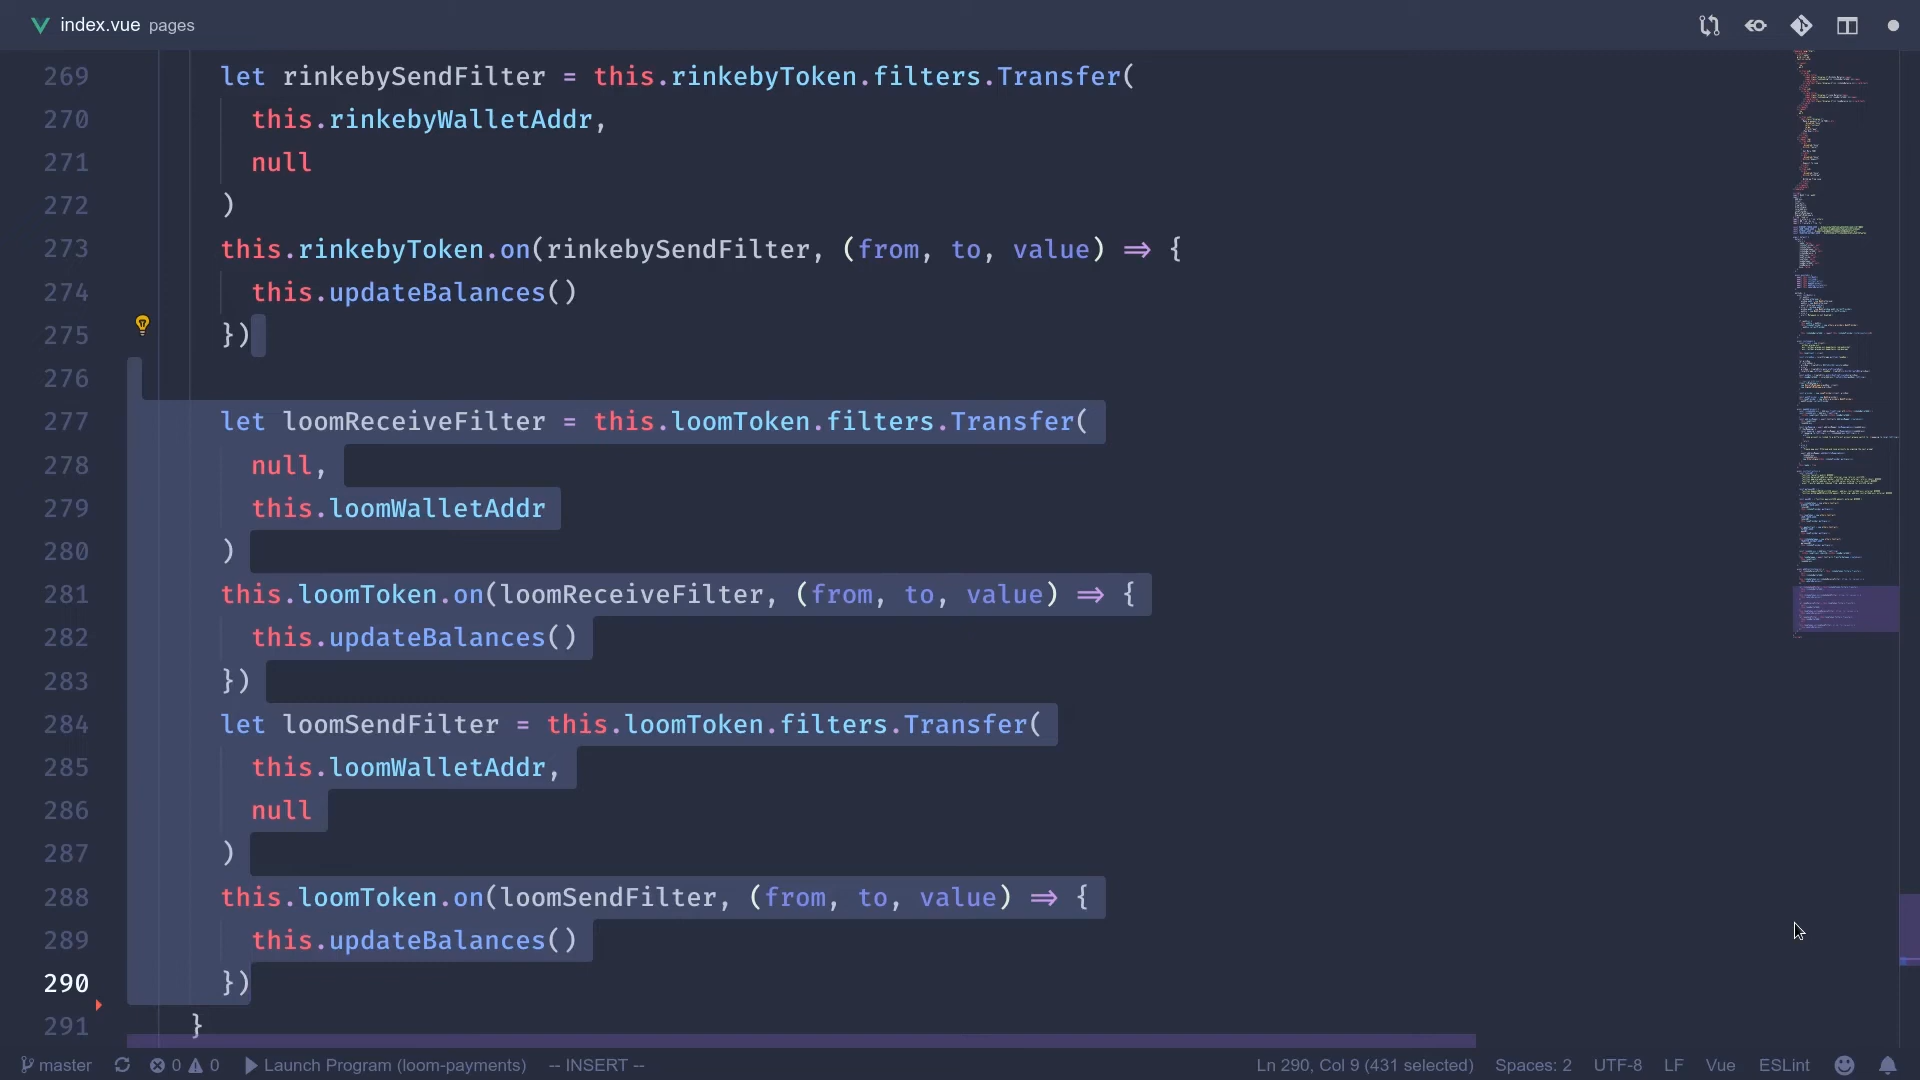 index.vue pages
269 let rinkebySendFilter = this.rinkebyToken.filters.Transfer(
270 this.rinkebyWalletAddr,
271 null
272 )
273 this.rinkebyToken.on(rinkebySendFilter, (from, to, value) => {
274 this.updateBalances()
275 })
276
277 let loomReceiveFilter = this.loomToken.filters.Transfer(
278 null,
279 this.loomWalletAddr
280 )
281 this.loomToken.on(loomReceiveFilter, (from, to, value) => {
282 this.updateBalances()
283 })
284 let loomSendFilter = this.loomToken.filters.Transfer(
285 this.loomWalletAddr,
286 null
287 )
288 this.loomToken.on(loomSendFilter, (from, to, value) => {
289 this.updateBalances()
290 })
291 }
master 0 0 Launch Program (loom-payments) -- INSERT -- Ln 290, Col 9 (431 selected) Spaces: 2 UTF-8 LF Vue ESLint